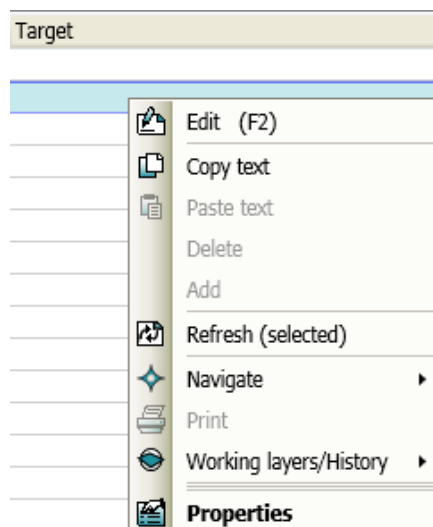 Target
Edit (F2)
Copy text
Paste text
Delete
Add
Refresh (selected)
Navigate
Print
Working layers/History
Properties